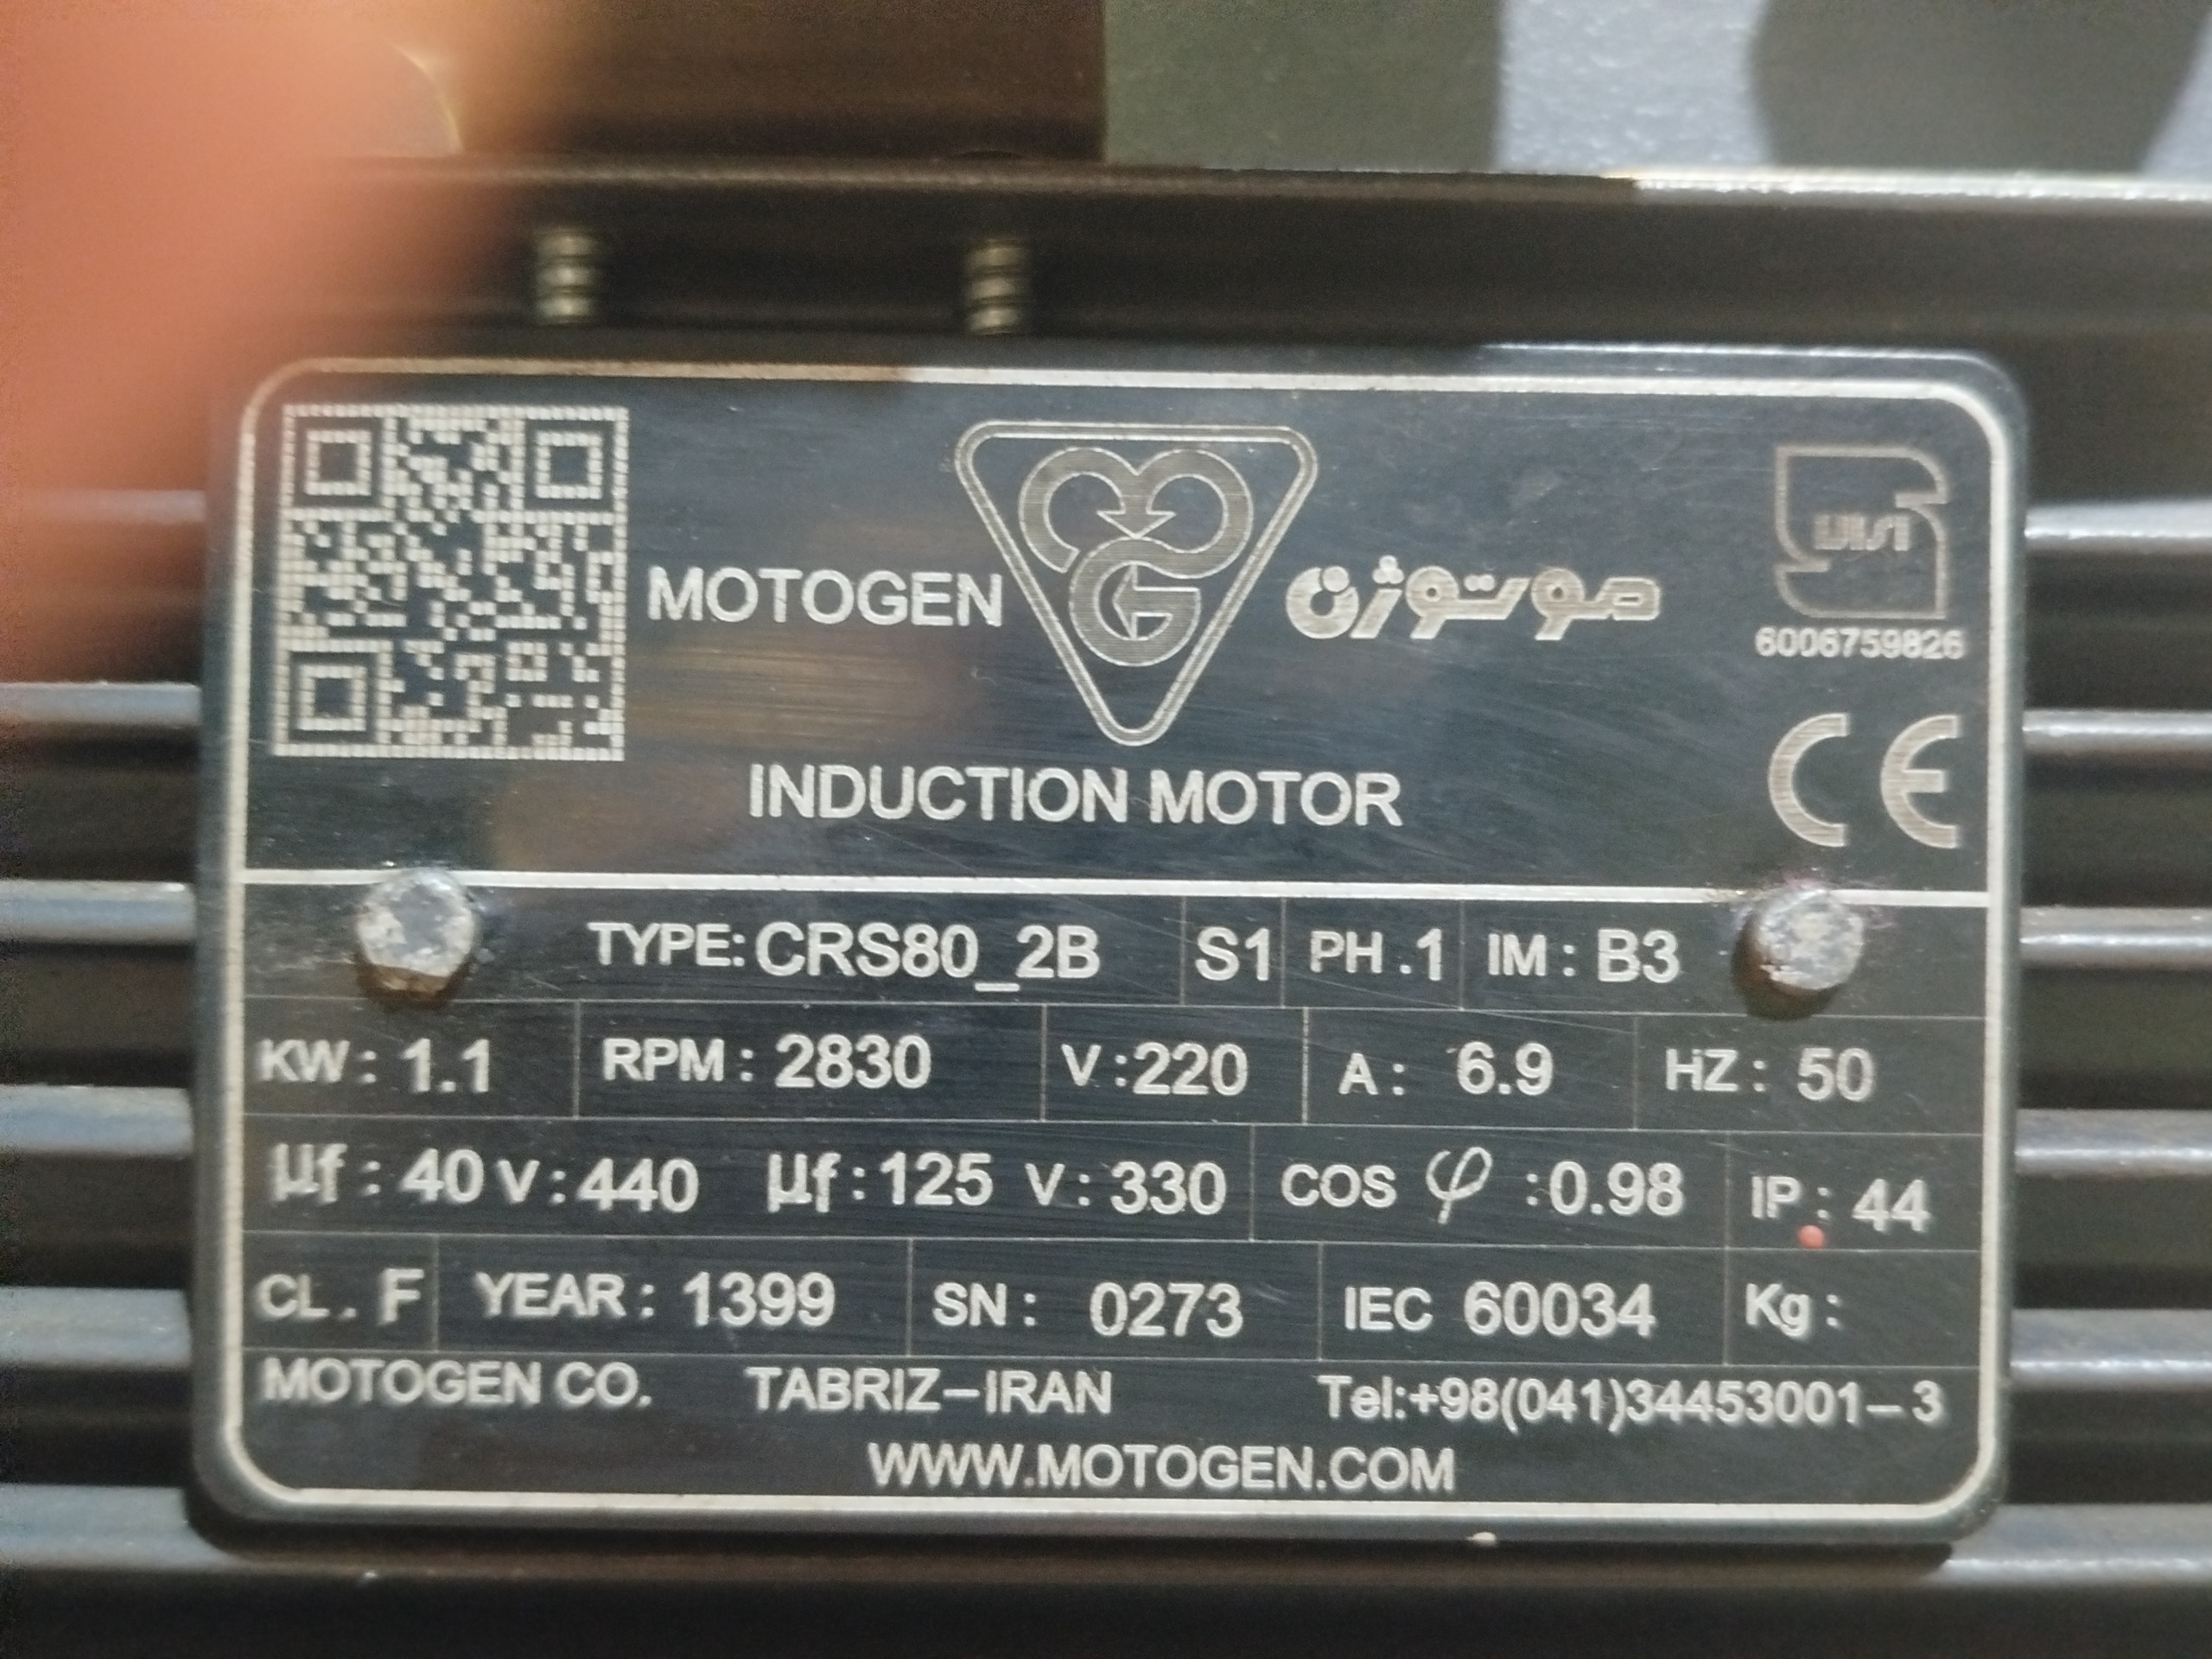 MOTOGEN موتوژن
6006759826
CE
INDUCTION MOTOR
TYPE: CRS80_2B S1 PH .1 IM : B3
KW : 1.1 RPM : 2830 V :220 A : 6.9 HZ : 50
µf : 40 v :440 µf :125 V : 330 COS φ :0.98 IP : 44
CL . F YEAR : 1399 SN : 0273 IEC 60034 Kg :
MOTOGEN CO. TABRIZ–IRAN Tel:+98(041)34453001–3
WWW.MOTOGEN.COM